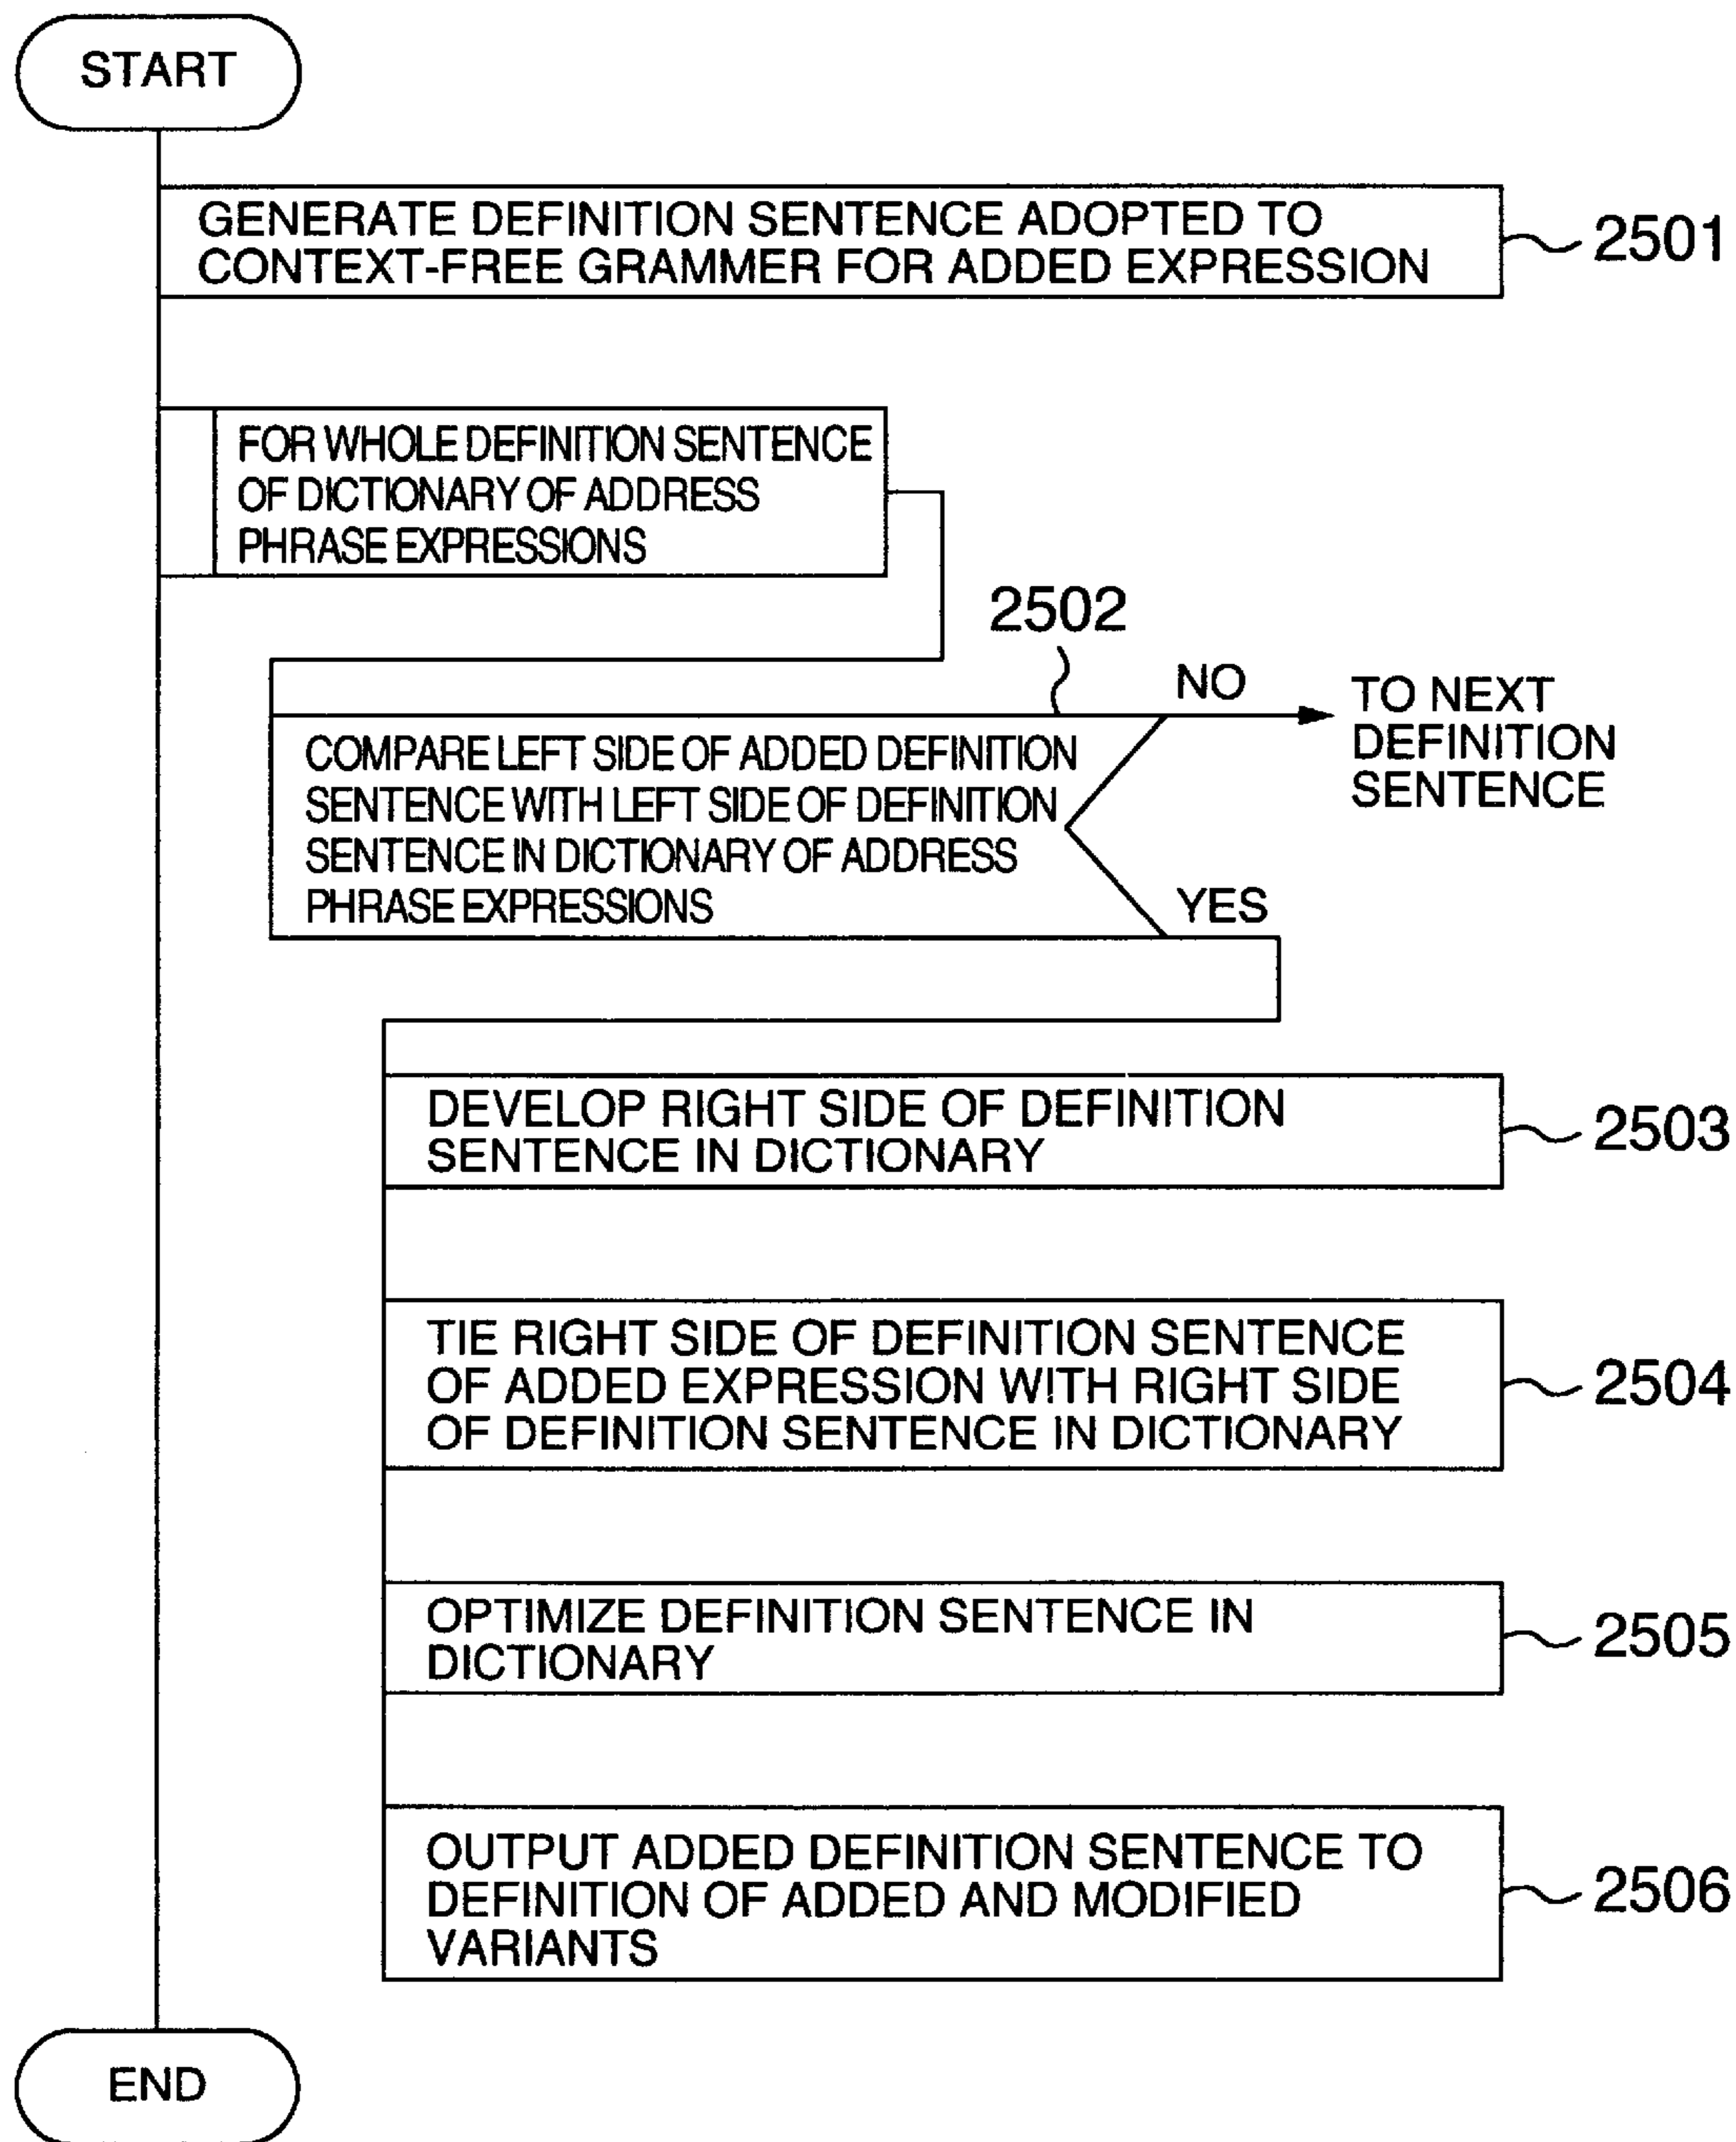 START
GENERATE DEFINITION SENTENCE ADOPTED TO
CONTEXT-FREE GRAMMER FOR ADDED EXPRESSION
2501
FOR WHOLE DEFINITION SENTENCE
OF DICTIONARY OF ADDRESS
PHRASE EXPRESSIONS
2502
NO
TO NEXT
DEFINITION
SENTENCE
COMPARE LEFT SIDE OF ADDED DEFINITION
SENTENCE WITH LEFT SIDE OF DEFINITION
SENTENCE IN DICTIONARY OF ADDRESS
PHRASE EXPRESSIONS
YES
DEVELOP RIGHT SIDE OF DEFINITION
SENTENCE IN DICTIONARY
2503
TIE RIGHT SIDE OF DEFINITION SENTENCE
OF ADDED EXPRESSION WITH RIGHT SIDE
OF DEFINITION SENTENCE IN DICTIONARY
2504
OPTIMIZE DEFINITION SENTENCE IN
DICTIONARY
2505
OUTPUT ADDED DEFINITION SENTENCE TO
DEFINITION OF ADDED AND MODIFIED
VARIANTS
2506
END